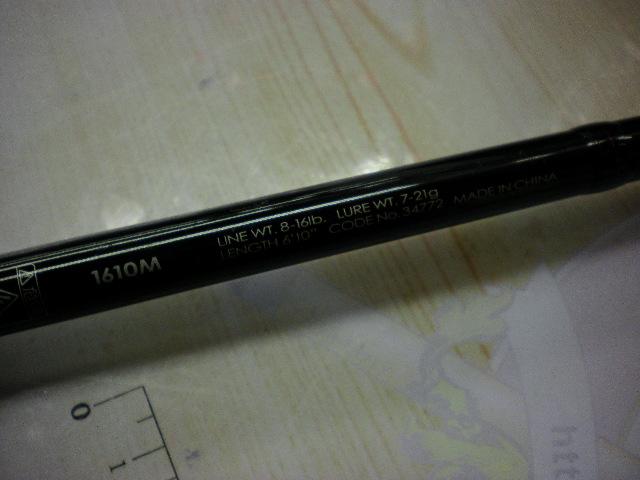 1610M
LINE WT. 8-16lb. LURE WT. 7-21g
LENGTH 6'10" CODE No. 34772 MADE IN CHINA
0
1
htt